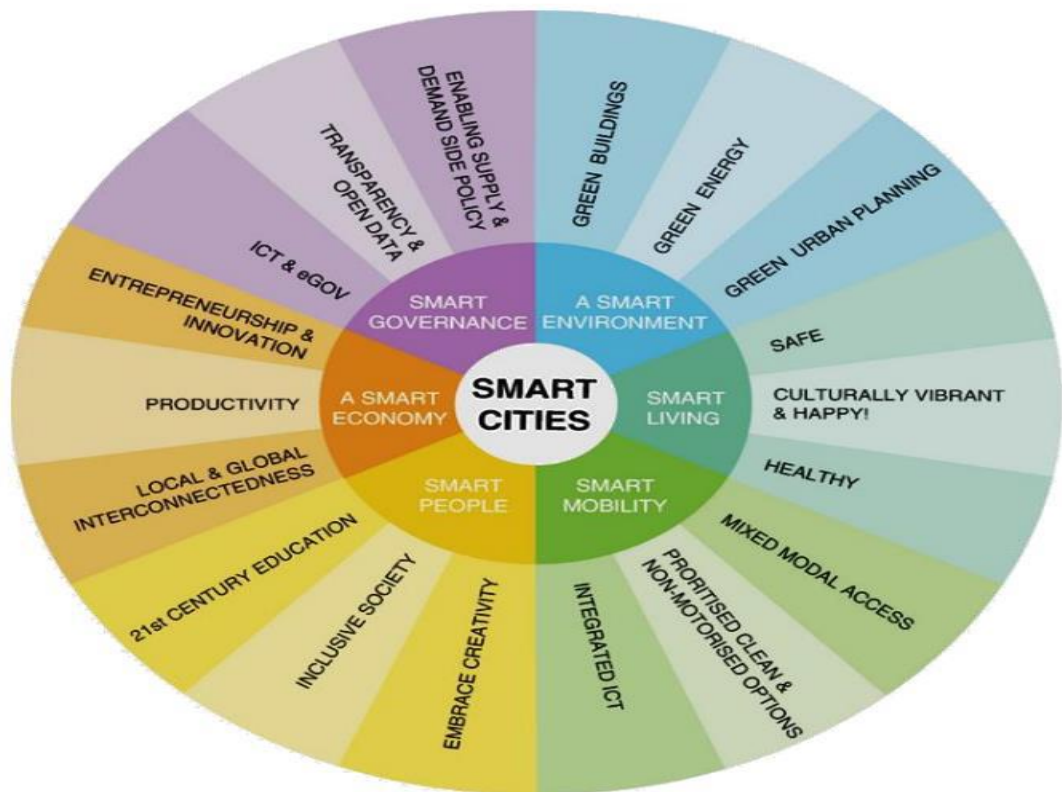 SMART
CITIES
A SMART
ENVIRONMENT
GREEN BUILDINGS
GREEN ENERGY
GREEN URBAN PLANNING
SMART
LIVING
SAFE
CULTURALLY VIBRANT
& HAPPY!
HEALTHY
SMART
MOBILITY
MIXED MODAL ACCESS
PRIORITISED CLEAN &
NON-MOTORISED OPTIONS
INTEGRATED ICT
SMART
PEOPLE
EMBRACE CREATIVITY
INCLUSIVE SOCIETY
21st CENTURY EDUCATION
A SMART
ECONOMY
LOCAL & GLOBAL
INTERCONNECTEDNESS
PRODUCTIVITY
ENTREPRENEURSHIP &
INNOVATION
SMART
GOVERNANCE
ICT & eGOV
TRANSPARENCY &
OPEN DATA
ENABLING SUPPLY &
DEMAND SIDE POLICY